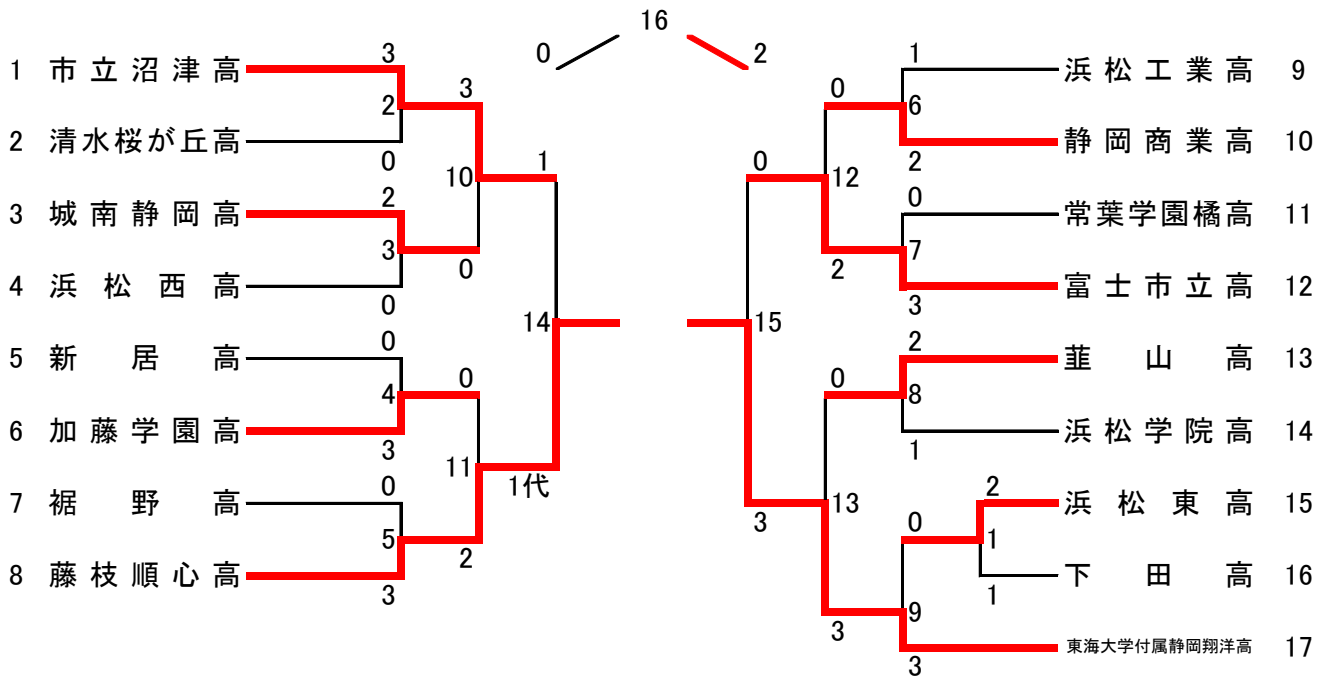 16
0 2
1 市立沼津高 3
2
2 清水桜が丘高 0
3
10
1
3 城南静岡高 2
3
4 浜松西高 0
0
14
5 新居高 0
4
6 加藤学園高 3
0
11
1代
7 裾野高 0
5
8 藤枝順心高 3
2
1 浜松工業高 9
6
2 静岡商業高 10
0
12
0
0 常葉学園橘高 11
7
3 富士市立高 12
2
15
2 韮山高 13
8
1 浜松学院高 14
0
13
3
2 浜松東高 15
1
1 下田高 16
0
9
3 東海大学付属静岡翔洋高 17
3